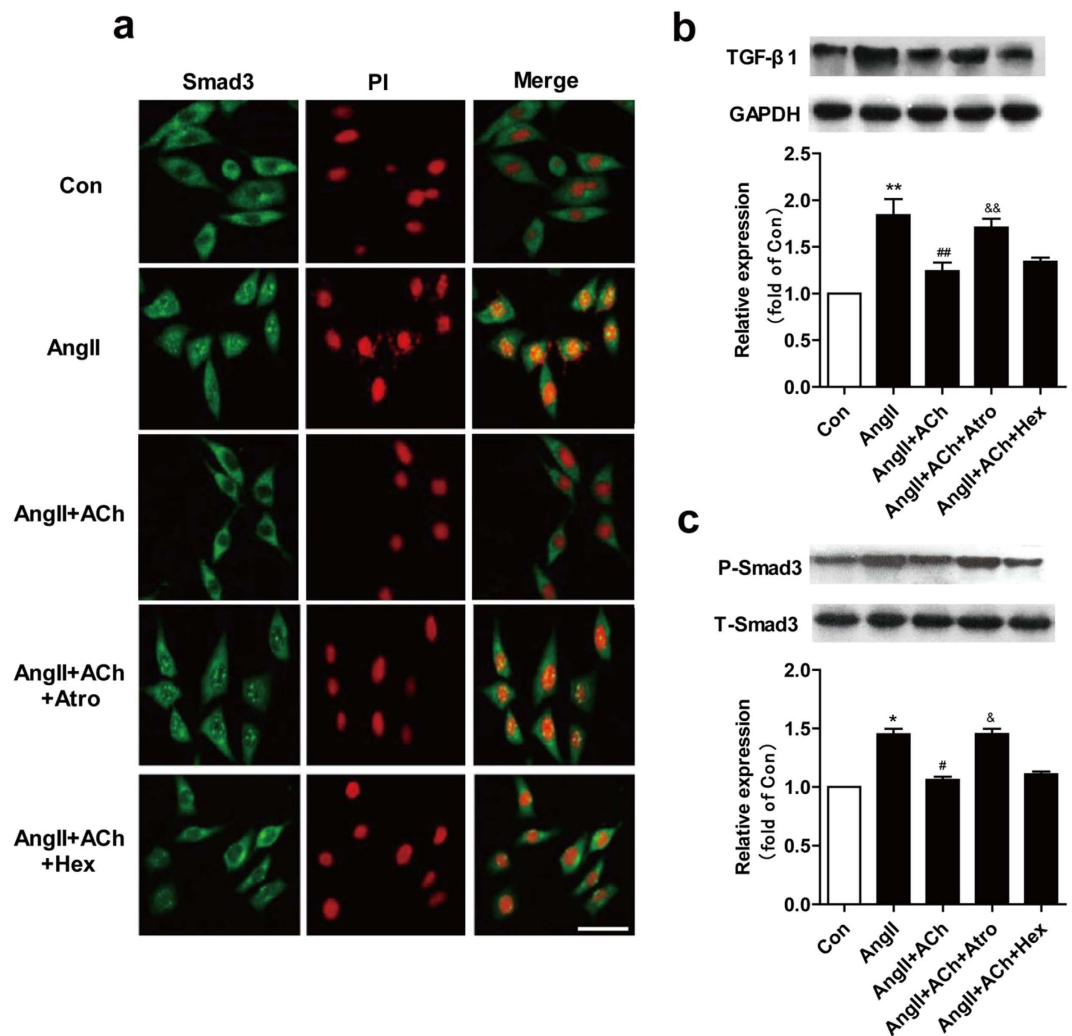 a
Smad3 PI Merge
Con
AngII
AngII+ACh
AngII+ACh
+Atro
AngII+ACh
+Hex
b
TGF-β1
GAPDH
Relative expression
(fold of Con)
2.5
2.0
1.5
1.0
0.5
0.0
**
##
&&
Con
AngII
AngII+ACh
AngII+ACh+Atro
AngII+ACh+Hex
c
P-Smad3
T-Smad3
Relative expression
(fold of Con)
2.0
1.5
1.0
0.5
0.0
*
#
&
Con
AngII
AngII+ACh
AngII+ACh+Atro
AngII+ACh+Hex